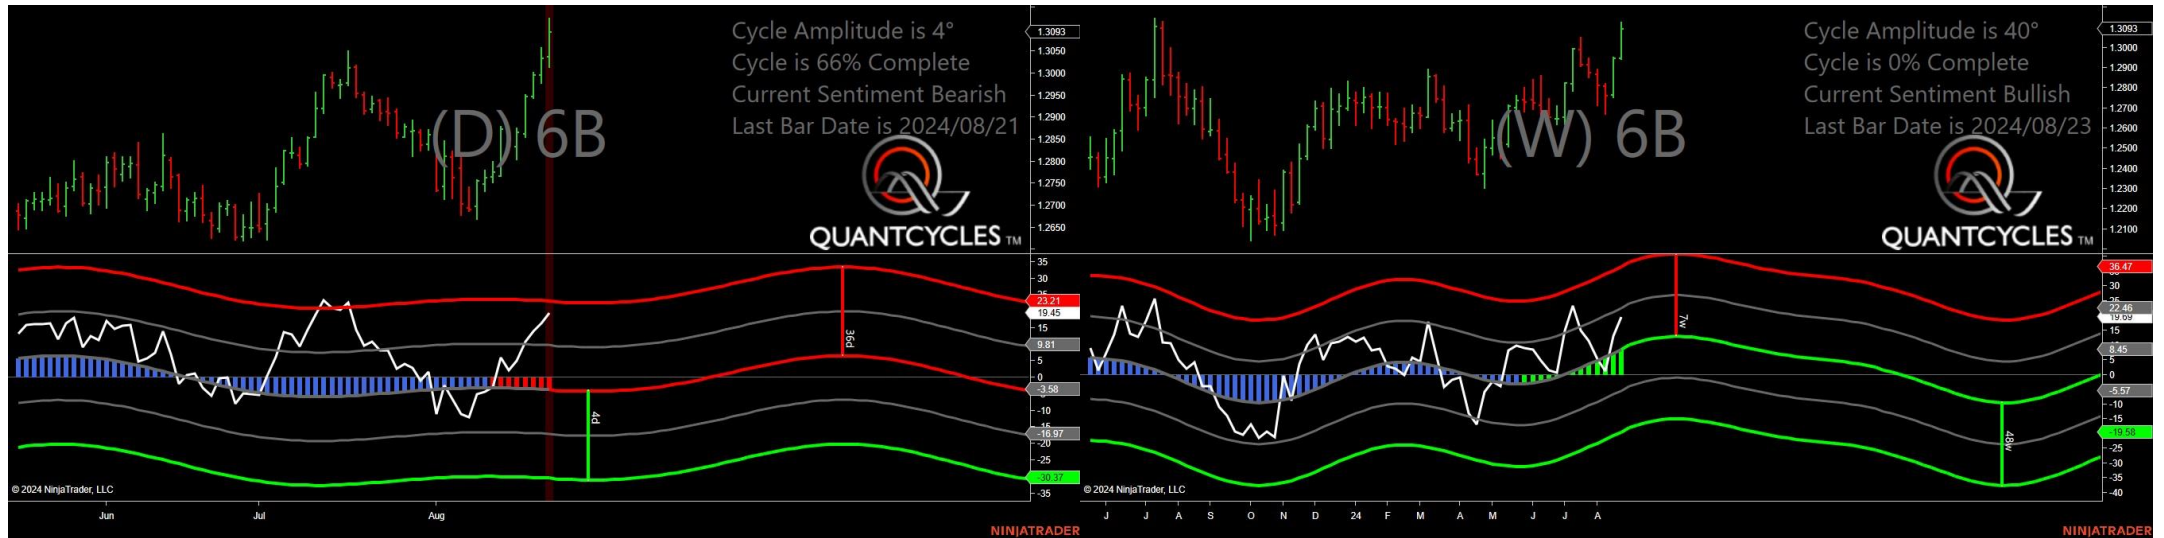 Cycle Amplitude is 4°
Cycle is 66% Complete
Current Sentiment Bearish
Last Bar Date is 2024/08/21
(D) 6B
QUANTCYCLES TM
1.3093
1.3050
1.3000
1.2950
1.2900
1.2850
1.2800
1.2750
1.2700
1.2650
35
30
23.21
19.45
15
9.81
5
0
-3.58
-10
-16.97
-20
-25
-30.37
-35
36d
4d
© 2024 NinjaTrader, LLC
Jun Jul Aug
NINJATRADER
Cycle Amplitude is 40°
Cycle is 0% Complete
Current Sentiment Bullish
Last Bar Date is 2024/08/23
(W) 6B
QUANTCYCLES TM
1.3093
1.3000
1.2900
1.2800
1.2700
1.2600
1.2500
1.2400
1.2300
1.2200
1.2100
36.47
30
22.46
19.69
15
8.45
0
-5.57
-10
-15
-19.58
-25
-30
-35
-40
7w
48w
© 2024 NinjaTrader, LLC
J J A S O N D 24 F M A M J J A
NINJATRADER